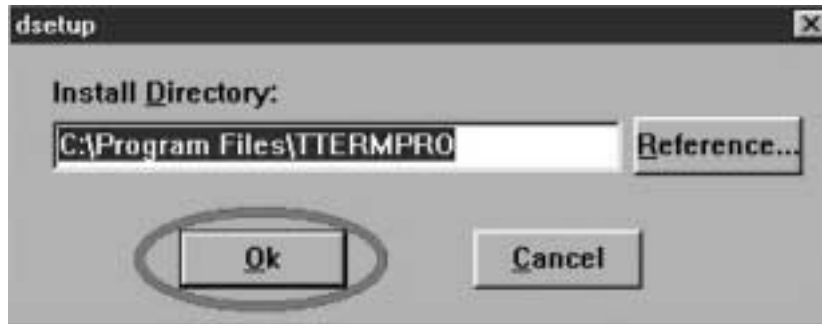 dsetup
Install Directory:
C:\Program Files\TTERMPRO
Reference...
Ok
Cancel